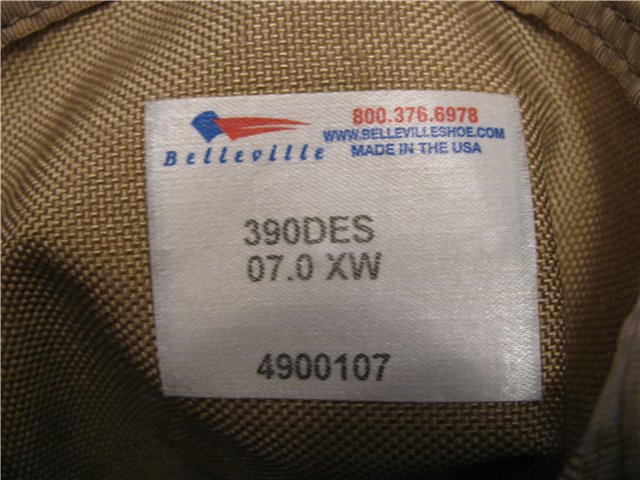 800.376.6978
WWW.BELLEVILLESHOE.COM
Belleville MADE IN THE USA
390DES
07.0 XW
4900107